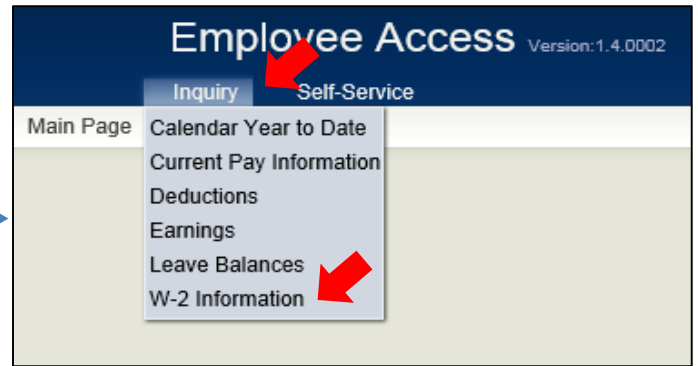 Employee Access Version:1.4.0002
Inquiry Self-Service
Main Page
Calendar Year to Date
Current Pay Information
Deductions
Earnings
Leave Balances
W-2 Information